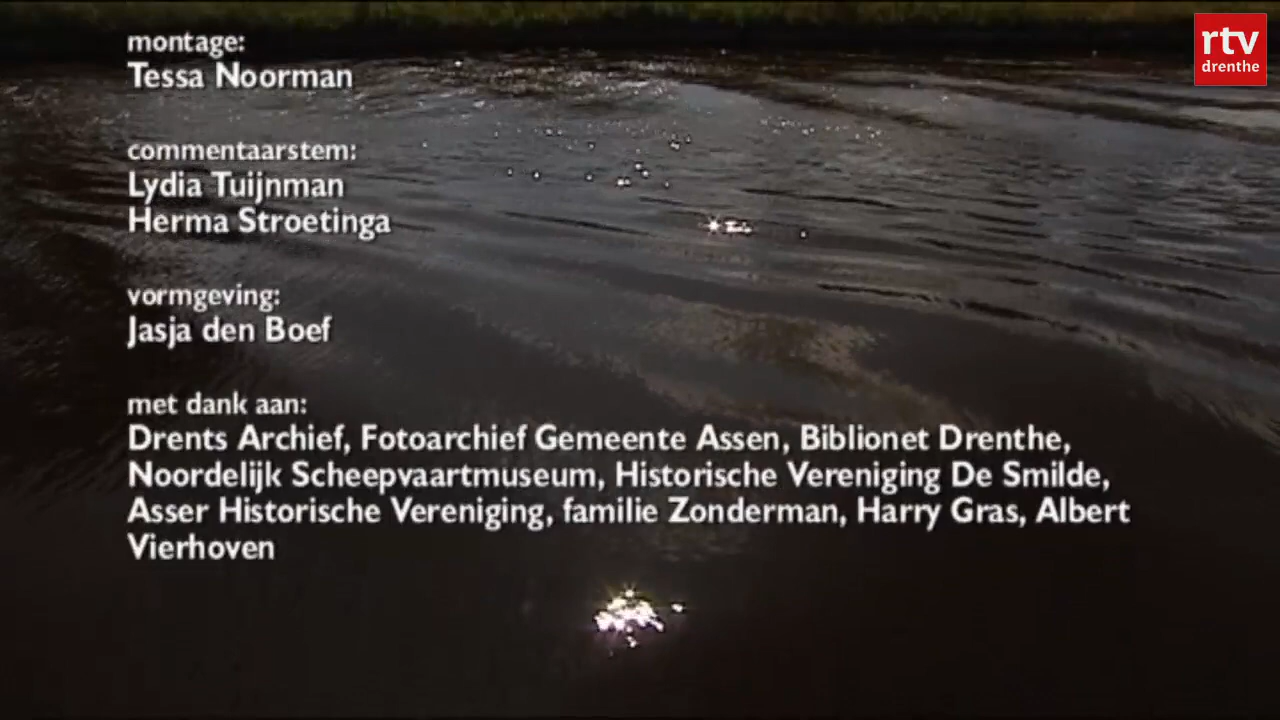 rtv
drenthe
montage:
Tessa Noorman
commentaarstem:
Lydia Tuijnman
Herma Stroetinga
vormgeving:
Jasja den Boef
met dank aan:
Drents Archief, Fotoarchief Gemeente Assen, Biblionet Drenthe,
Noordelijk Scheepvaartmuseum, Historische Vereniging De Smilde,
Asser Historische Vereniging, familie Zonderman, Harry Gras, Albert
Vierhoven